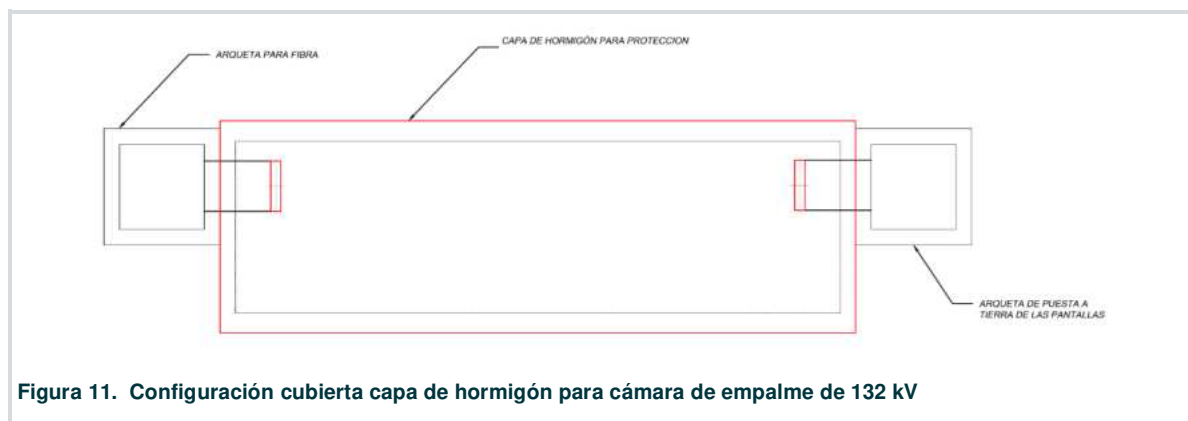 CAPA DE HORMIGÓN PARA PROTECCION
ARQUETA PARA FIBRA
ARQUETA DE PUESTA A
TIERRA DE LAS PANTALLAS
Figura 11. Configuración cubierta capa de hormigón para cámara de empalme de 132 kV